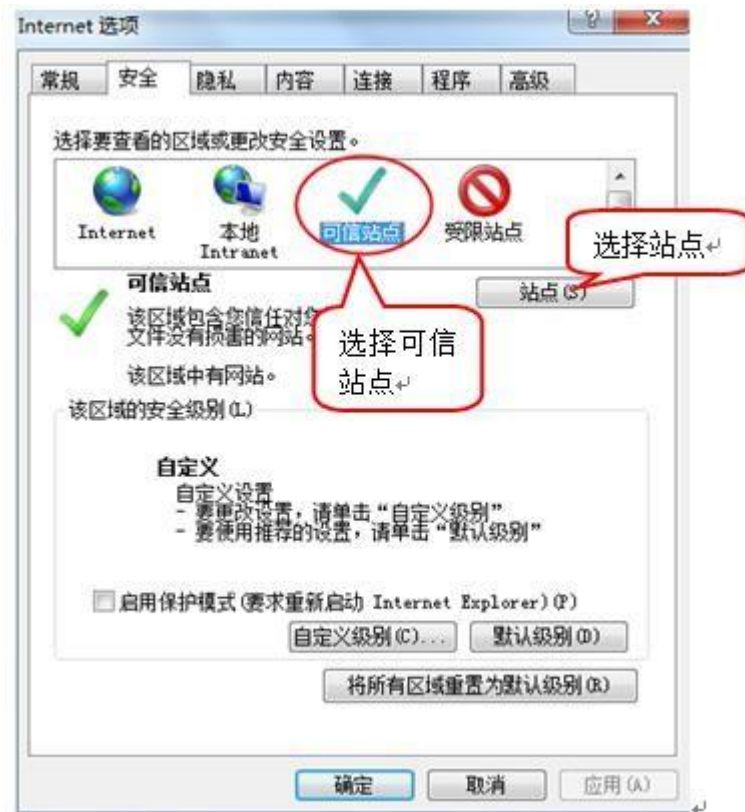 Internet 选项
常规 安全 隐私 内容 连接 程序 高级
选择要查看的区域或更改安全设置。
Internet
本地
Intranet
可信站点
受限站点
选择站点
可信站点
站点(S)
该区域包含您信任对您
文件没有损害的网站。
选择可信
站点
该区域中有网站。
该区域的安全级别(L)
自定义
自定义设置
- 要更改设置，请单击“自定义级别”
- 要使用推荐的设置，请单击“默认级别”
启用保护模式(要求重新启动 Internet Explorer)(P)
自定义级别(C)... 默认级别(D)
将所有区域重置为默认级别(R)
确定 取消 应用(A)